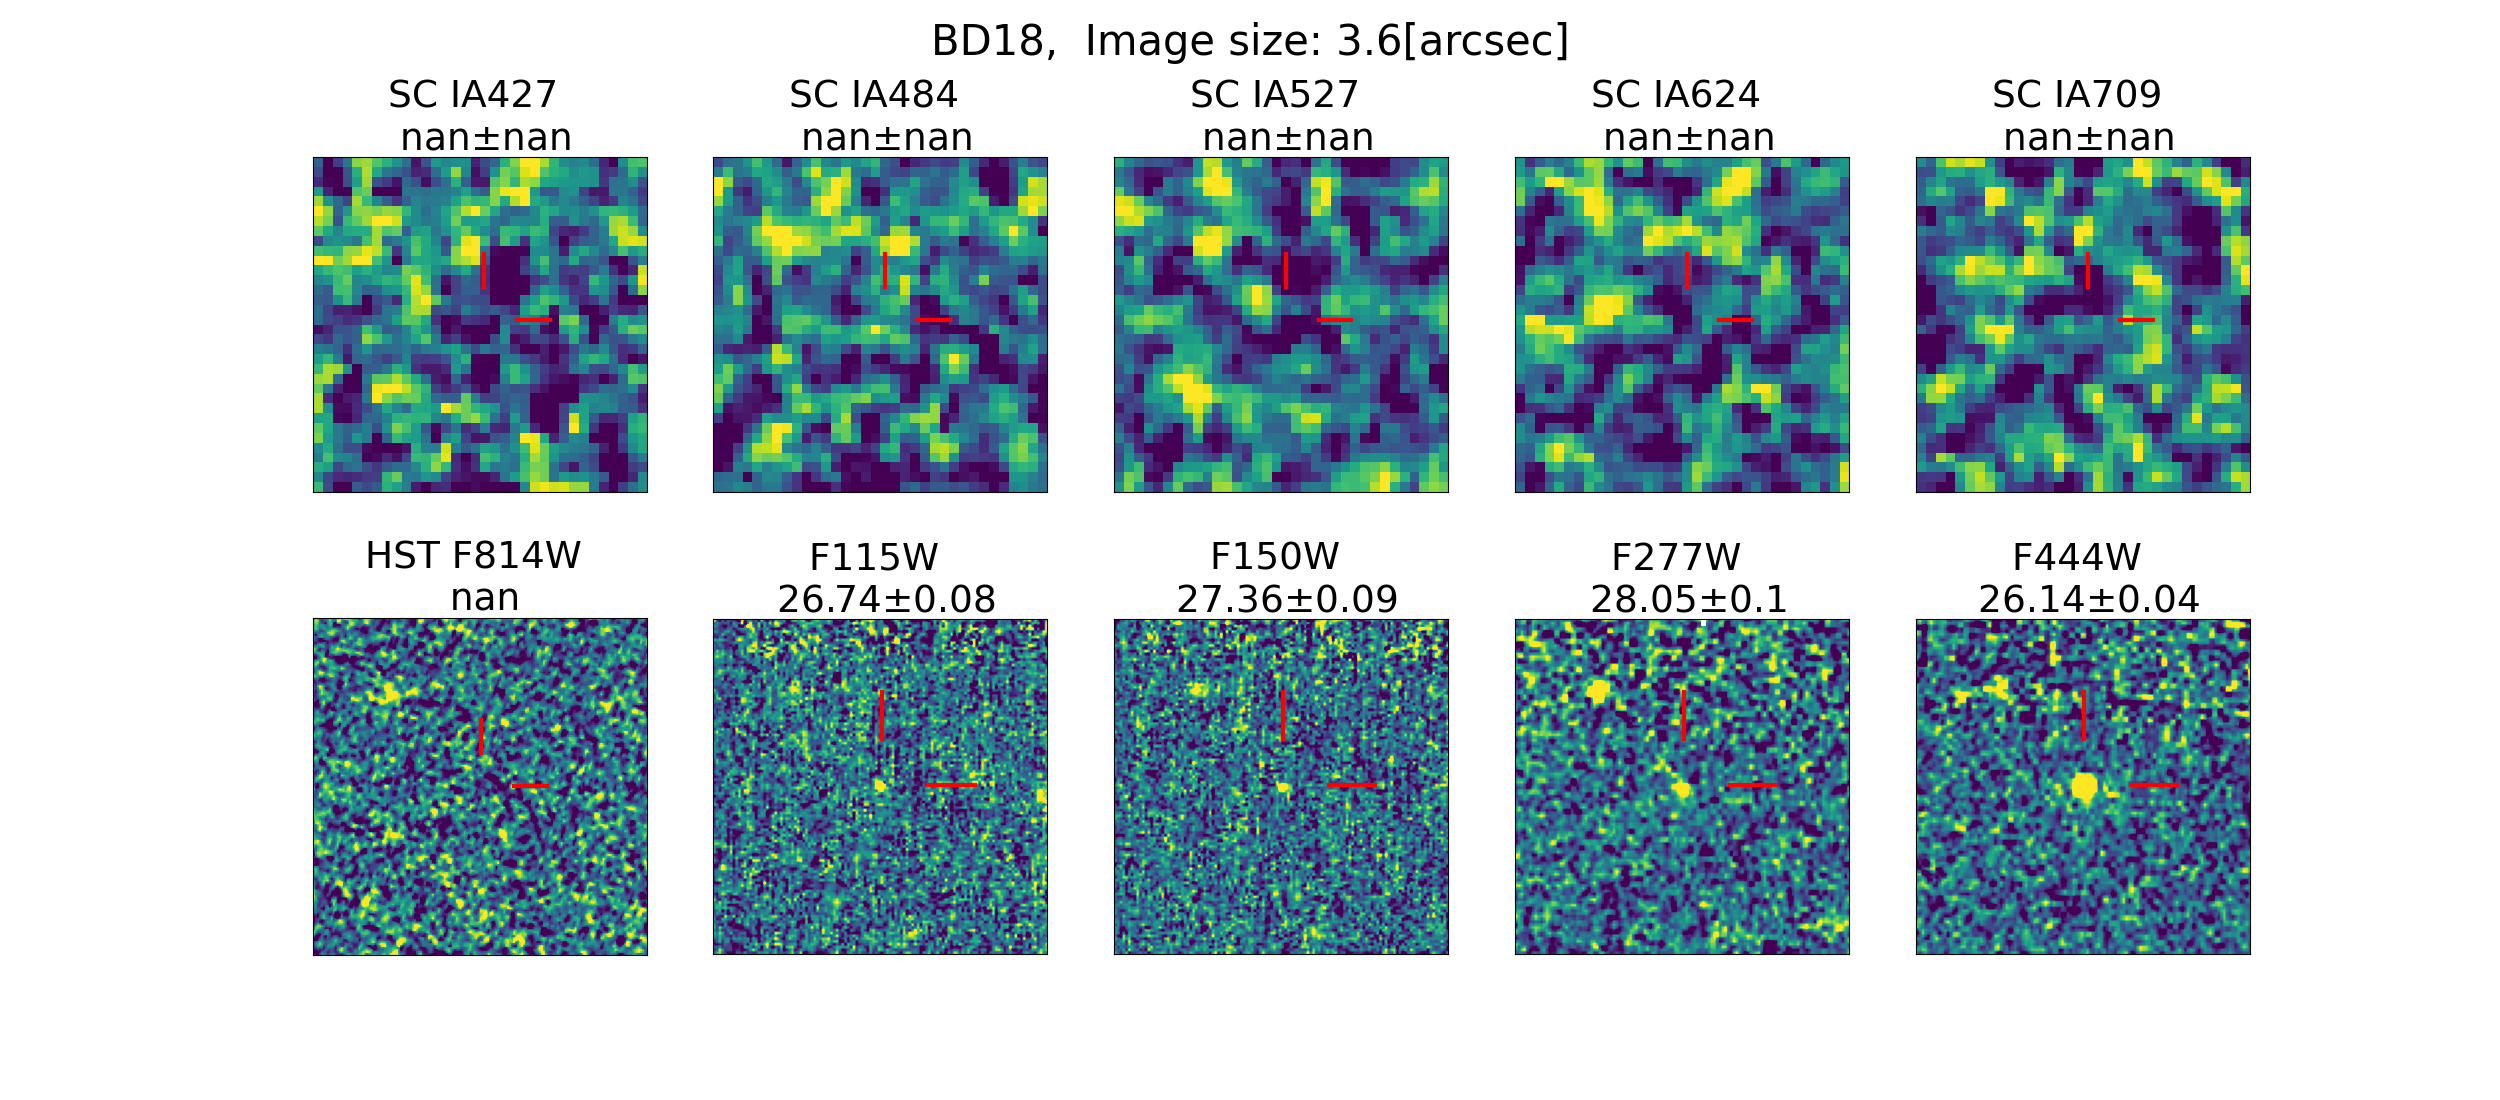 BD18,  Image size: 3.6[arcsec]
SC IA427
nan±nan
SC IA484
nan±nan
SC IA527
nan±nan
SC IA624
nan±nan
SC IA709
nan±nan
HST F814W
nan
F115W
26.74±0.08
F150W
27.36±0.09
F277W
28.05±0.1
F444W
26.14±0.04